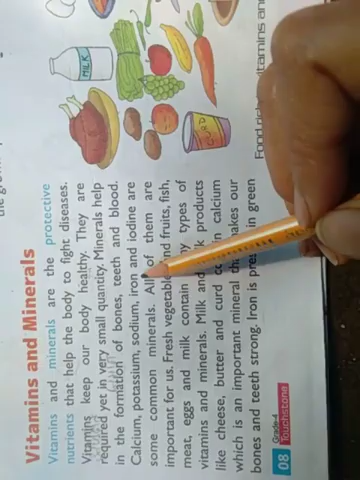 Vitamins and Minerals
Vitamins and minerals are the protective
nutrients that help the body to fight diseases.
Vitamins keep our body healthy. They are
required yet in very small quantity. Minerals help
in the formation of bones, teeth and blood.
Calcium, potassium, sodium, iron and iodine are
some common minerals. All of them are
important for us. Fresh vegetables and fruits, fish,
meat, eggs and milk contain types of
vitamins and minerals. Milk and products
like cheese, butter and curd in calcium
which is an important mineral makes our
bones and teeth strong. Iron is in green
MILK
CURD
08
Grade-4
Touchstone